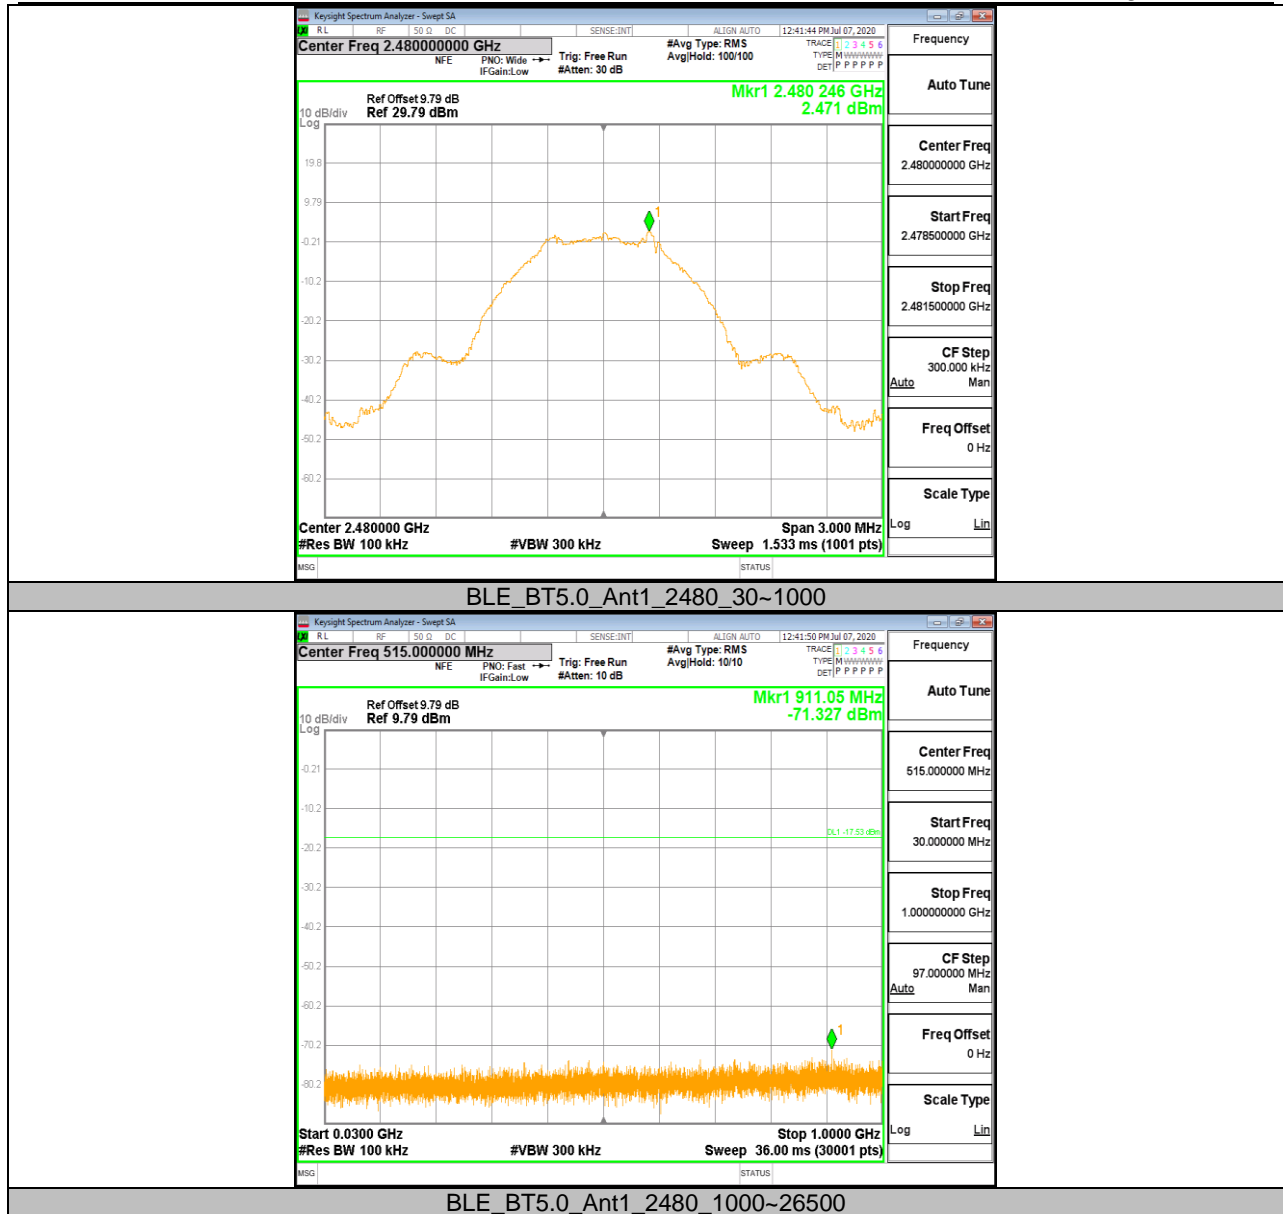 Keysight Spectrum Analyzer - Swept SA
RL RF 50 Ω DC SENSE:INT ALIGN AUTO 12:41:44 PM Jul 07, 2020
Center Freq 2.480000000 GHz
NFE PNO: Wide Trig: Free Run #Avg Type: RMS TRACE 1 2 3 4 5 6
IFGain:Low #Atten: 30 dB Avg|Hold: 100/100 TYPE M WWWWW
DET P P P P P P
Frequency
Mkr1 2.480 246 GHz
2.471 dBm
Ref Offset 9.79 dB
10 dB/div Ref 29.79 dBm
Log
1
19.8
9.79
-0.21
-10.2
-20.2
-30.2
-40.2
-50.2
-60.2
Center 2.480000 GHz Span 3.000 MHz
#Res BW 100 kHz #VBW 300 kHz Sweep 1.533 ms (1001 pts)
MSG STATUS
Auto Tune
Center Freq
2.480000000 GHz
Start Freq
2.478500000 GHz
Stop Freq
2.481500000 GHz
CF Step
300.000 kHz
Auto Man
Freq Offset
0 Hz
Scale Type
Log Lin
BLE_BT5.0_Ant1_2480_30~1000
Keysight Spectrum Analyzer - Swept SA
RL RF 50 Ω DC SENSE:INT ALIGN AUTO 12:41:50 PM Jul 07, 2020
Center Freq 515.000000 MHz
NFE PNO: Fast Trig: Free Run #Avg Type: RMS TRACE 1 2 3 4 5 6
IFGain:Low #Atten: 10 dB Avg|Hold: 10/10 TYPE M WWWWW
DET P P P P P P
Frequency
Mkr1 911.05 MHz
-71.327 dBm
Ref Offset 9.79 dB
10 dB/div Ref 9.79 dBm
Log
-0.21
-10.2
DL1 -17.53 dBm
-20.2
-30.2
-40.2
-50.2
-60.2
1
-70.2
-80.2
Start 0.0300 GHz Stop 1.0000 GHz
#Res BW 100 kHz #VBW 300 kHz Sweep 36.00 ms (30001 pts)
MSG STATUS
Auto Tune
Center Freq
515.000000 MHz
Start Freq
30.000000 MHz
Stop Freq
1.000000000 GHz
CF Step
97.000000 MHz
Auto Man
Freq Offset
0 Hz
Scale Type
Log Lin
BLE_BT5.0_Ant1_2480_1000~26500